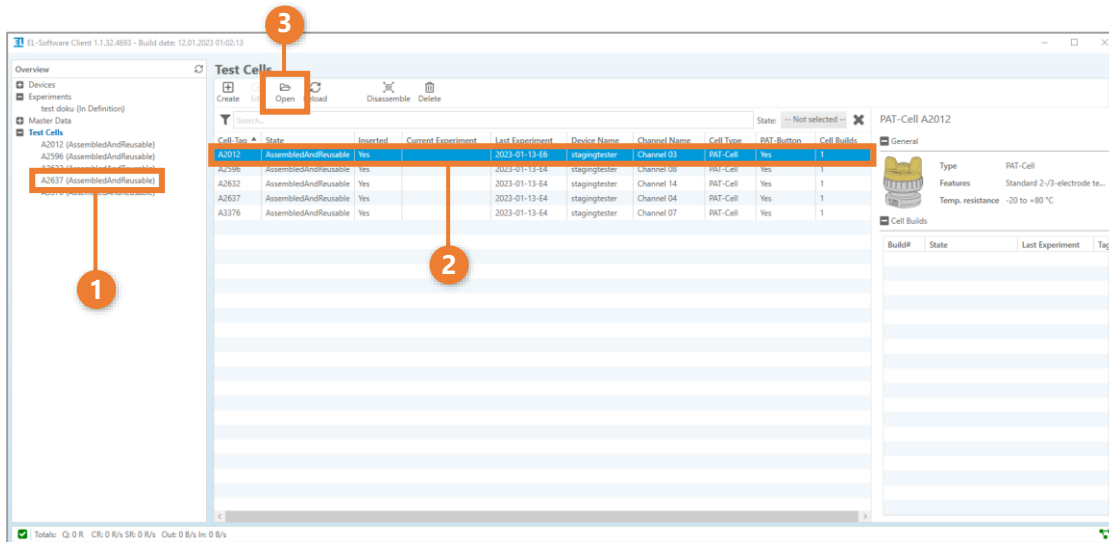 3
EL-Software Client 1.1.32.4693 - Build date: 12.01.2023 01:02:13
Overview
Test Cells
Devices
Experiments
test doku (In Definition)
Master Data
Test Cells
A2012 (AssembledAndReusable)
A2596 (AssembledAndReusable)
A2637 (AssembledAndReusable)
Create Open Reload Disassemble Delete
Search... State: -- Not selected --
Cell-Tag State Inserted Current Experiment Last Experiment Device Name Channel Name Cell Type PAT-Button Cell Builds
A2012 AssembledAndReusable Yes 2023-01-13-E6 stagingtester Channel 03 PAT-Cell Yes 1
A2596 AssembledAndReusable Yes 2023-01-13-E4 stagingtester Channel 08 PAT-Cell Yes 1
A2632 AssembledAndReusable Yes 2023-01-13-E4 stagingtester Channel 14 PAT-Cell Yes 1
A2637 AssembledAndReusable Yes 2023-01-13-E4 stagingtester Channel 04 PAT-Cell Yes 1
A3376 AssembledAndReusable Yes 2023-01-13-E4 stagingtester Channel 07 PAT-Cell Yes 1
PAT-Cell A2012
General
Type PAT-Cell
Features Standard 2-/3-electrode te...
Temp. resistance -20 to +80 °C
Cell Builds
Build# State Last Experiment Tag
2
1
Totals: Q: 0 R CR: 0 R/s SR: 0 R/s Out: 0 B/s In: 0 B/s